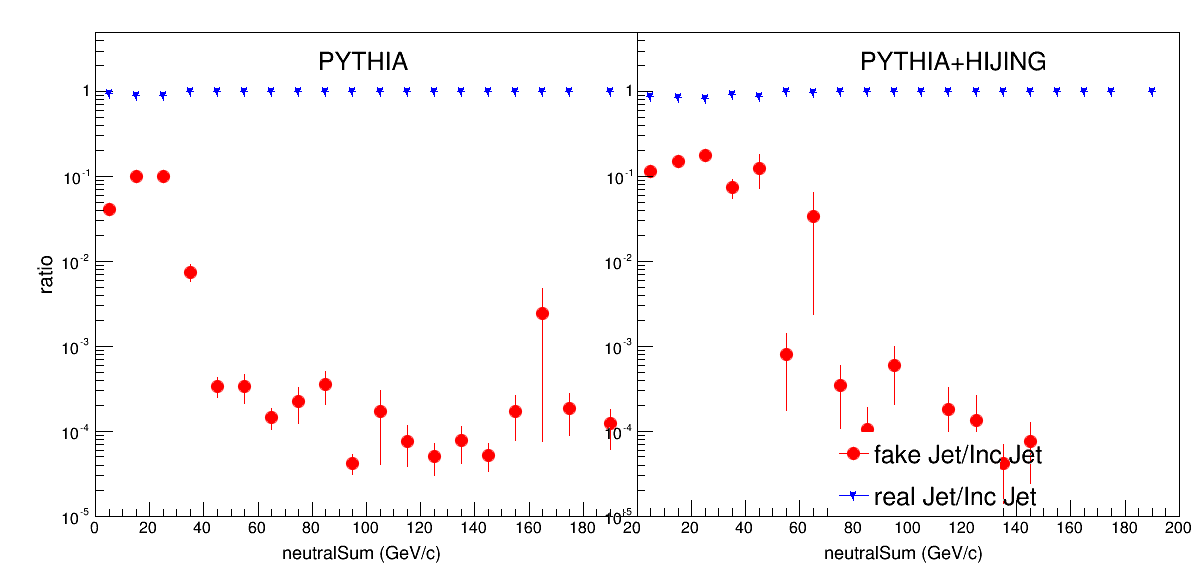 PYTHIA
PYTHIA+HIJING
ratio
1
10-1
10-2
10-3
10-4
10-5
1
10-1
10-2
10-3
10-4
fake Jet/Inc Jet
real Jet/Inc Jet
0 20 40 60 80 100 120 140 160 180
20 40 60 80 100 120 140 160 180 200
neutralSum (GeV/c)
neutralSum (GeV/c)